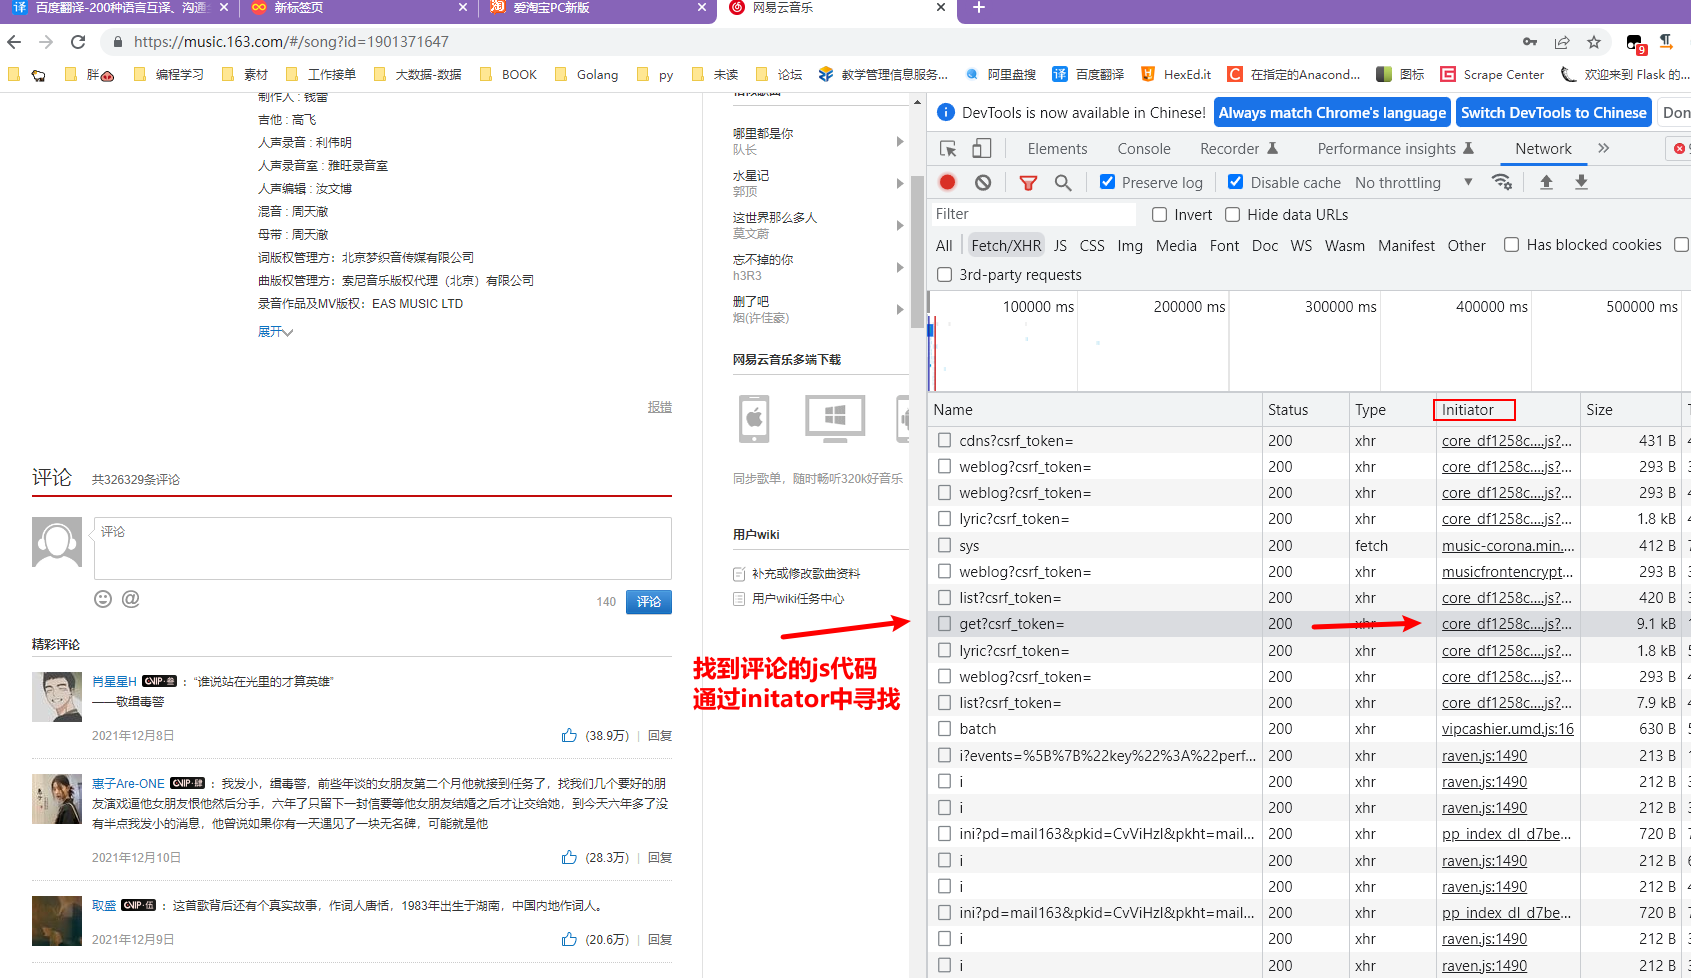 百度翻译-200种语言互译、沟通
新标签页
爱淘宝PC新版
网易云音乐
https://music.163.com/#/song?id=1901371647
9
胖
编程学习
素材
工作接单
大数据-数据
BOOK
Golang
py
未读
论坛
教学管理信息服务...
阿里盘搜
百度翻译
HexEd.it
在指定的Anacond...
图标
Scrape Center
欢迎来到 Flask 的...
制作人 : 钱雷
吉他 : 高飞
人声录音 : 利伟明
人声录音室 : 雅旺录音室
人声编辑 : 汝文博
混音 : 周天澈
母带 : 周天澈
词版权管理方：北京梦织音传媒有限公司
曲版权管理方：索尼音乐版权代理（北京）有限公司
录音作品及MV版权：EAS MUSIC LTD
展开
报错
评论
共326329条评论
评论
140
评论
精彩评论
肖星星H CVIP·叁 ： “谁说站在光里的才算英雄”
——敬缉毒警
2021年12月8日
(38.9万) | 回复
惠子Are-ONE CVIP·肆 ： 我发小，缉毒警，前些年谈的女朋友第二个月他就接到任务了，找我们几个要好的朋
友演戏逼他女朋友恨他然后分手，六年了只留下一封信要等他女朋友结婚之后才让交给她，到今天六年多了没
有半点我发小的消息，他曾说如果你有一天遇见了一块无名碑，可能就是他
2021年12月10日
(28.3万) | 回复
取盛 CVIP·伍 ： 这首歌背后还有个真实故事，作词人唐恬，1983年出生于湖南，中国内地作词人。
2021年12月9日
(20.6万) | 回复
哪里都是你
队长
水星记
郭顶
这世界那么多人
莫文蔚
忘不掉的你
h3R3
删了吧
烟(许佳豪)
网易云音乐多端下载
同步歌单，随时畅听320k好音乐
用户wiki
补充或修改歌曲资料
用户wiki任务中心
找到评论的js代码
通过initator中寻找
DevTools is now available in Chinese!
Always match Chrome's language
Switch DevTools to Chinese
Don
Elements
Console
Recorder
Performance insights
Network
Preserve log
Disable cache
No throttling
Filter
Invert
Hide data URLs
All
Fetch/XHR
JS
CSS
Img
Media
Font
Doc
WS
Wasm
Manifest
Other
Has blocked cookies
3rd-party requests
100000 ms
200000 ms
300000 ms
400000 ms
500000 ms
Name Status Type Initiator Size
cdns?csrf_token= 200 xhr core_df1258c....js?... 431 B
weblog?csrf_token= 200 xhr core_df1258c....js?... 293 B
weblog?csrf_token= 200 xhr core_df1258c....js?... 293 B
lyric?csrf_token= 200 xhr core_df1258c....js?... 1.8 kB
sys 200 fetch music-corona.min.... 412 B
weblog?csrf_token= 200 xhr musicfrontencrypt... 293 B
list?csrf_token= 200 xhr core_df1258c....js?... 420 B
get?csrf_token= 200 xhr core_df1258c....js?... 9.1 kB
lyric?csrf_token= 200 xhr core_df1258c....js?... 1.8 kB
weblog?csrf_token= 200 xhr core_df1258c....js?... 293 B
list?csrf_token= 200 xhr core_df1258c....js?... 7.9 kB
batch 200 xhr vipcashier.umd.js:16 630 B
i?events=%5B%7B%22key%22%3A%22perf... 200 xhr raven.js:1490 213 B
i 200 xhr raven.js:1490 212 B
i 200 xhr raven.js:1490 212 B
ini?pd=mail163&pkid=CvViHzl&pkht=mail... 200 xhr pp_index_dl_d7be... 720 B
i 200 xhr raven.js:1490 212 B
i 200 xhr raven.js:1490 212 B
ini?pd=mail163&pkid=CvViHzl&pkht=mail... 200 xhr pp_index_dl_d7be... 720 B
i 200 xhr raven.js:1490 212 B
i 200 xhr raven.js:1490 212 B